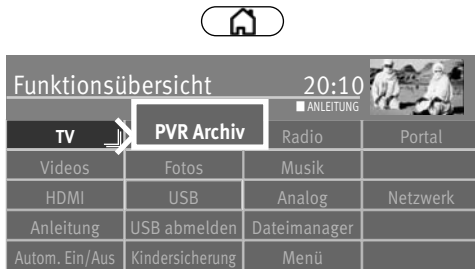 Funktionsübersicht 20:10
ANLEITUNG
TV PVR Archiv Radio Portal
Videos Fotos Musik
HDMI USB Analog Netzwerk
Anleitung USB abmelden Dateimanager
Autom. Ein/Aus Kindersicherung Menü